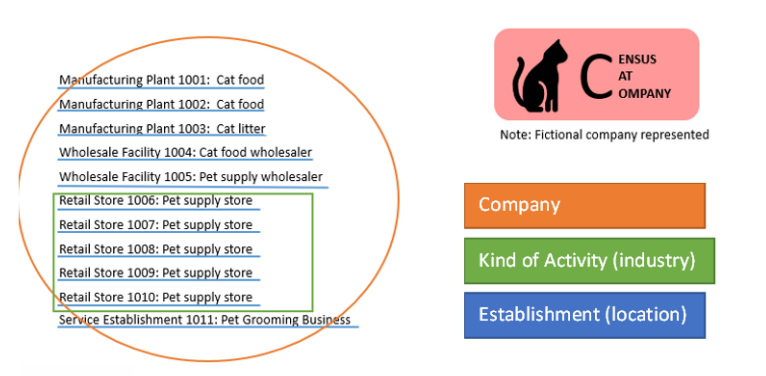 Manufacturing Plant 1001: Cat food
Manufacturing Plant 1002: Cat food
Manufacturing Plant 1003: Cat litter
Wholesale Facility 1004: Cat food wholesaler
Wholesale Facility 1005: Pet supply wholesaler
Retail Store 1006: Pet supply store
Retail Store 1007: Pet supply store
Retail Store 1008: Pet supply store
Retail Store 1009: Pet supply store
Retail Store 1010: Pet supply store
Service Establishment 1011: Pet Grooming Business
C ENSUS
AT
OMPANY
Note: Fictional company represented
Company
Kind of Activity (industry)
Establishment (location)